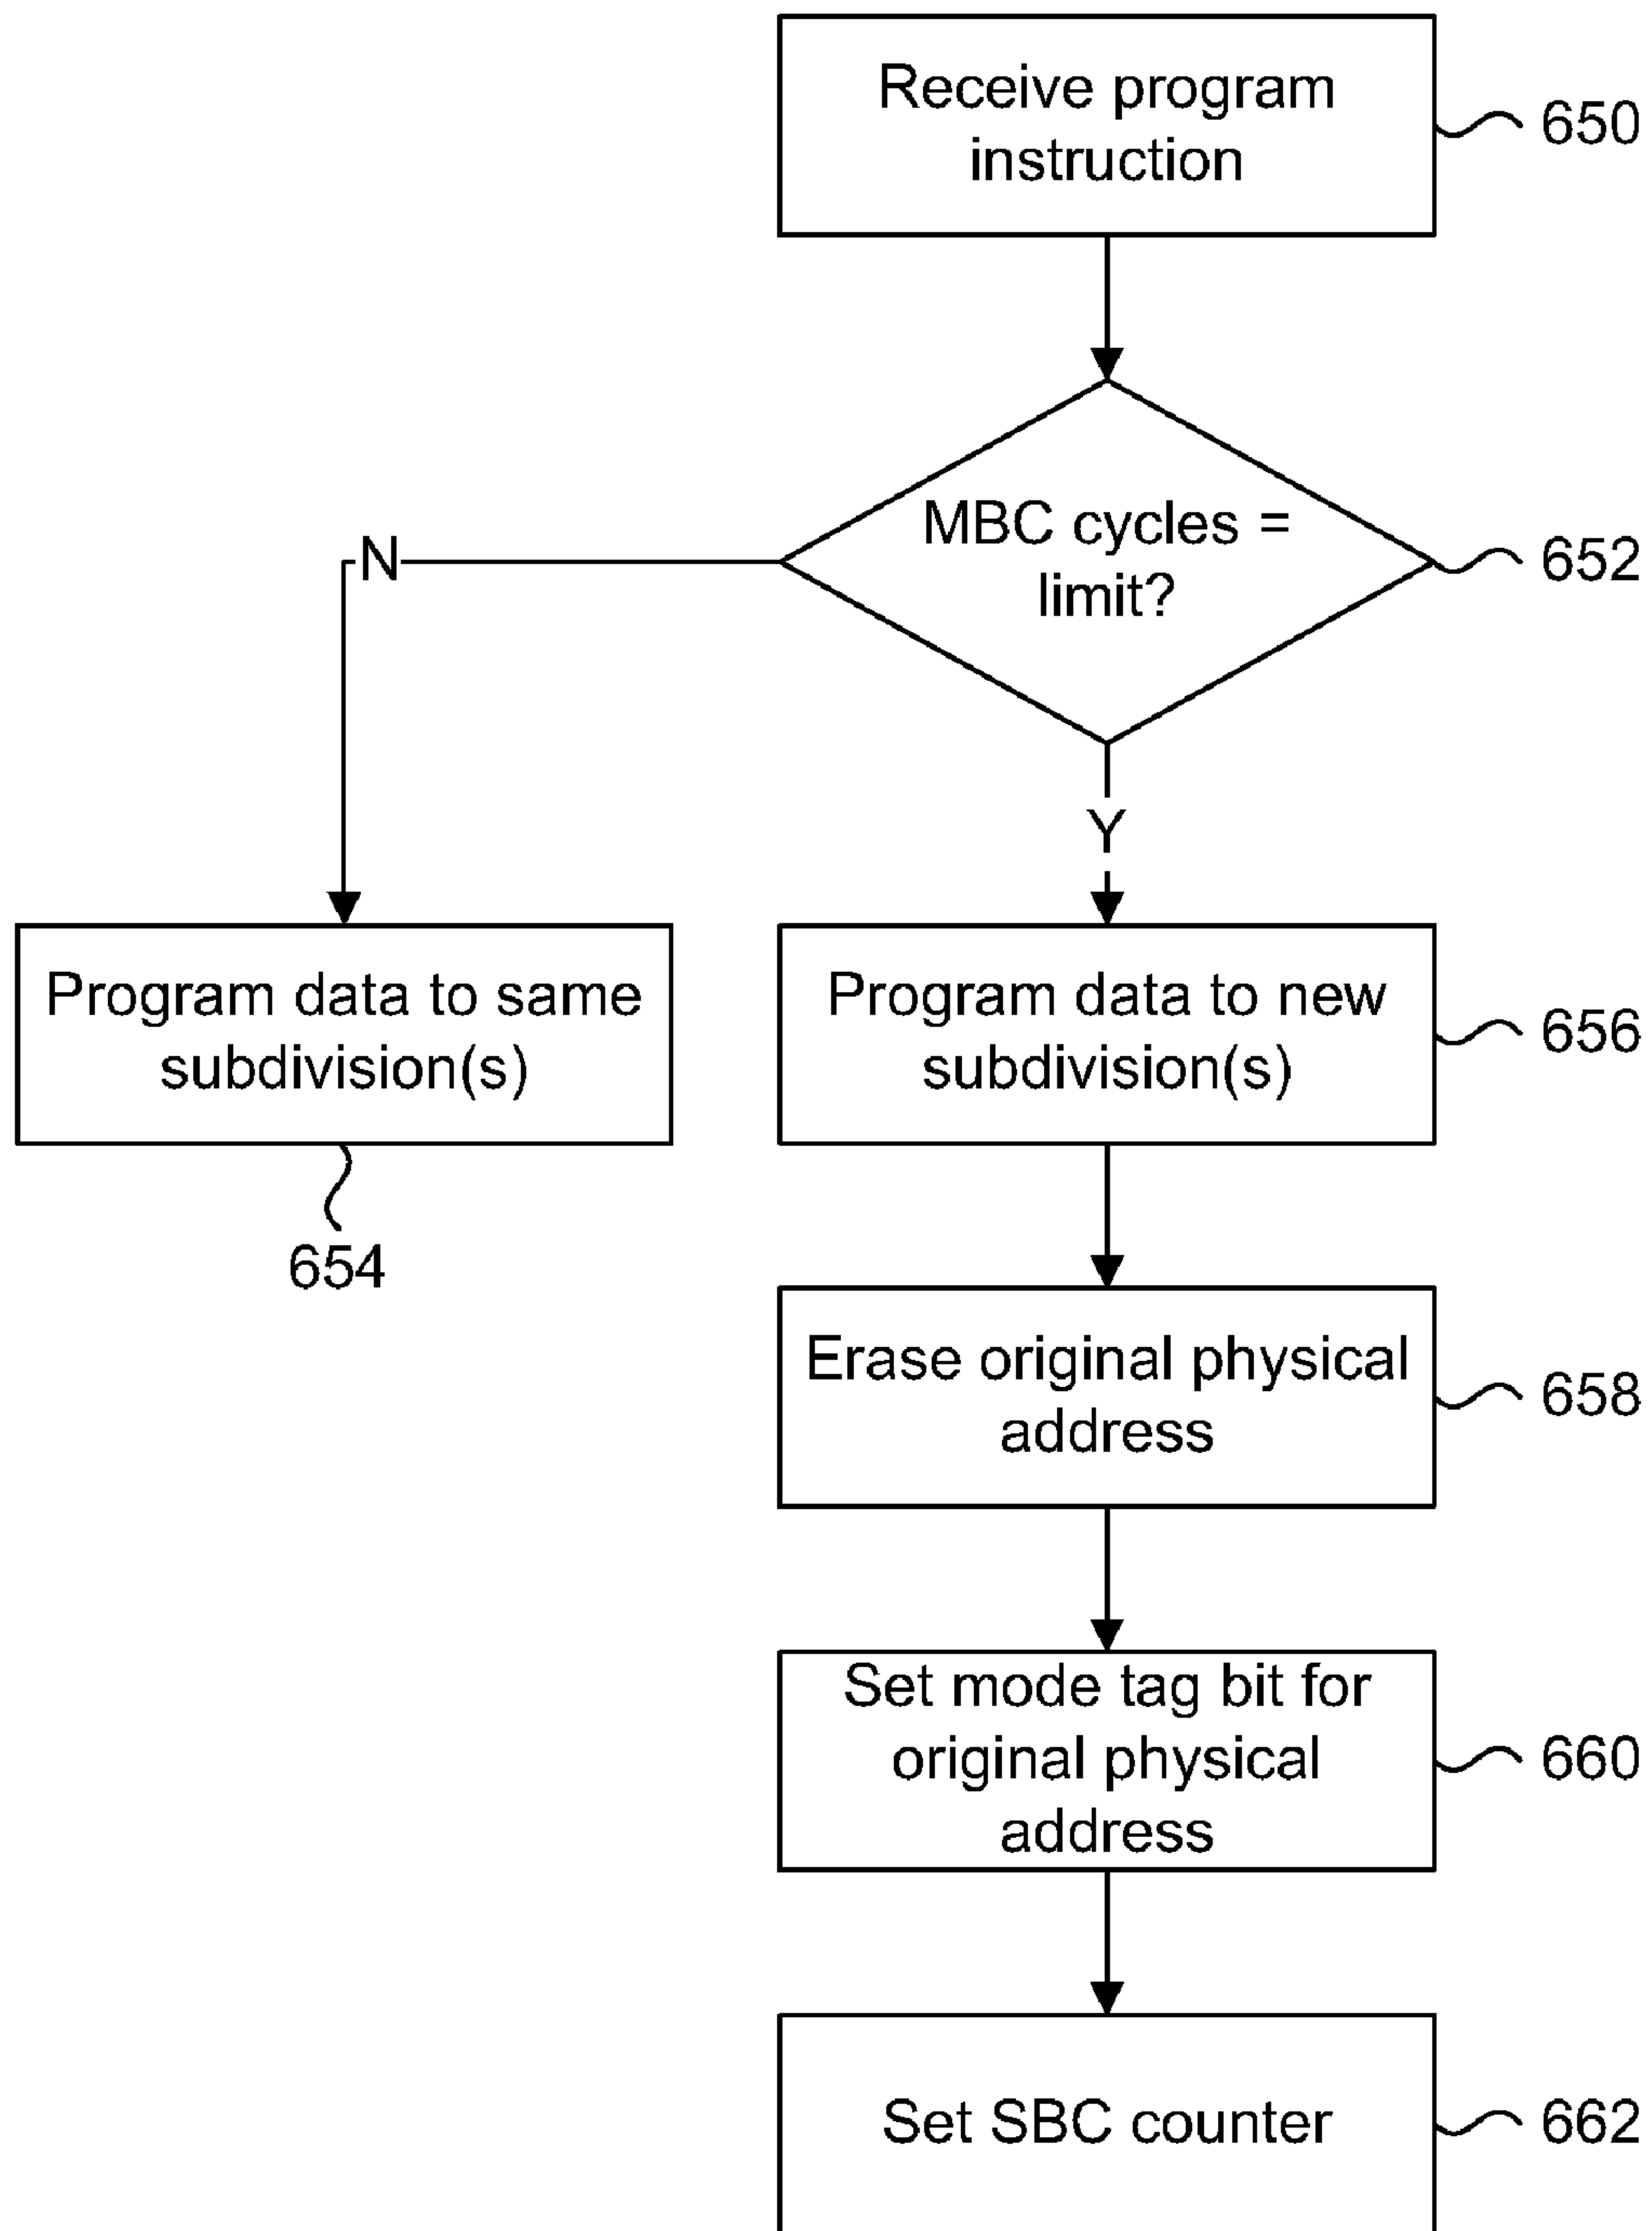 Receive program
instruction
650
MBC cycles =
limit?
652
N
Y
Program data to same
subdivision(s)
654
Program data to new
subdivision(s)
656
Erase original physical
address
658
Set mode tag bit for
original physical
address
660
Set SBC counter
662